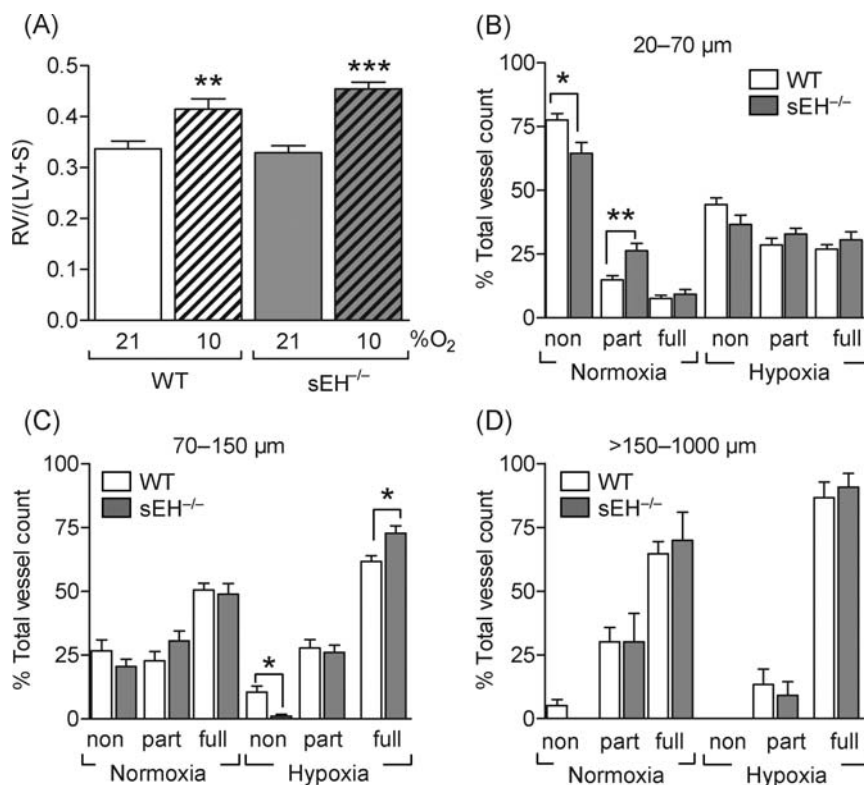 (A)
0.5
0.4
0.3
0.2
0.1
0.0
RV/(LV+S)
**
***
21 10 21 10 %O₂
WT sEH⁻/⁻
(B)
20–70 µm
100
75
50
25
0
% Total vessel count
WT
sEH⁻/⁻
*
**
non part full non part full
Normoxia Hypoxia
(C)
70–150 µm
100
75
50
25
0
% Total vessel count
WT
sEH⁻/⁻
*
*
non part full non part full
Normoxia Hypoxia
(D)
>150–1000 µm
100
75
50
25
0
% Total vessel count
WT
sEH⁻/⁻
non part full non part full
Normoxia Hypoxia